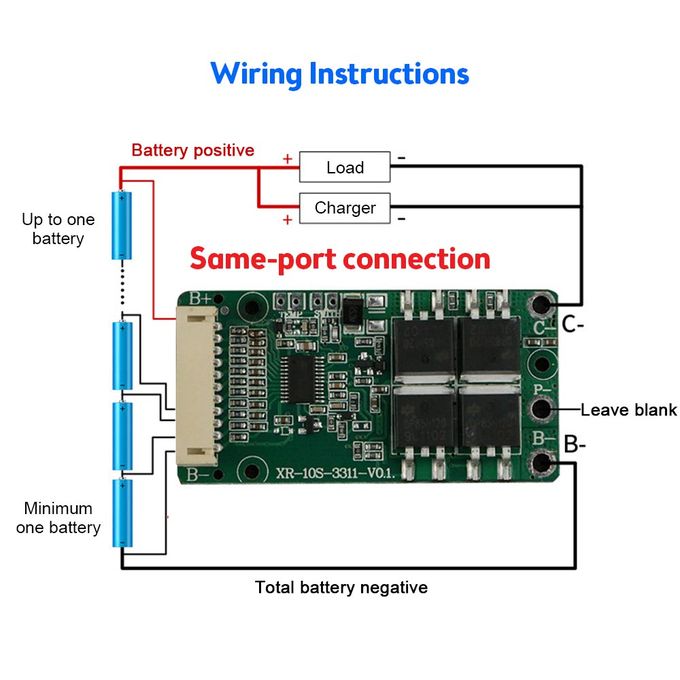 Wiring Instructions
Battery positive
+ Load -
+ Charger -
Up to one
battery
Same-port connection
B+
TEMP SWITCH
C- C-
P- Leave blank
B- B-
B- XR-10S-3311-V0.1.
Minimum
one battery
Total battery negative